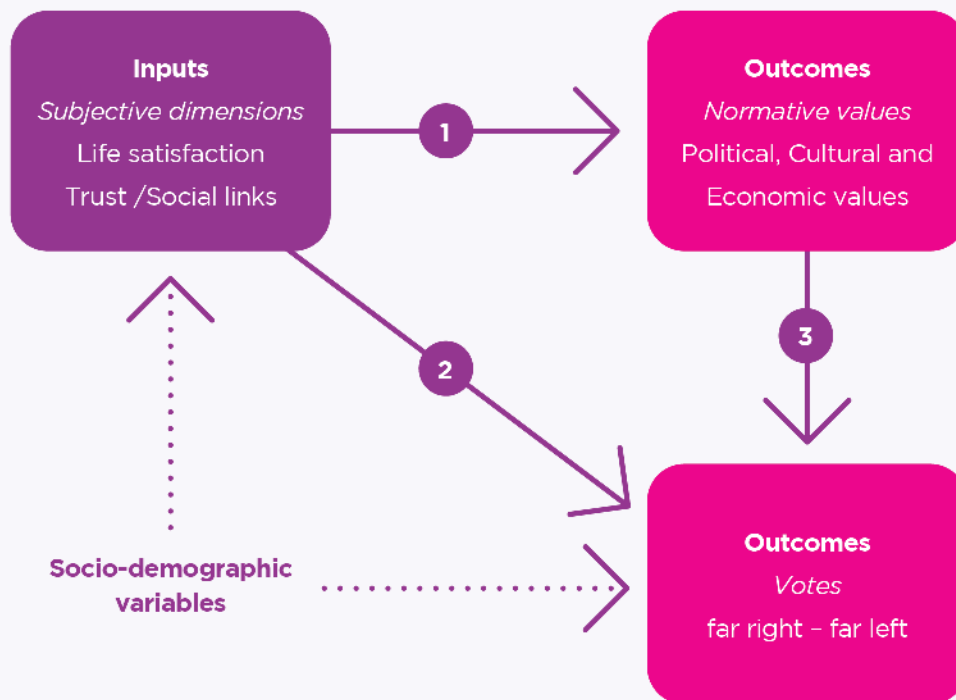 Inputs
Subjective dimensions
Life satisfaction
Trust /Social links
1
Outcomes
Normative values
Political, Cultural and
Economic values
2
3
Socio-demographic
variables
Outcomes
Votes
far right – far left